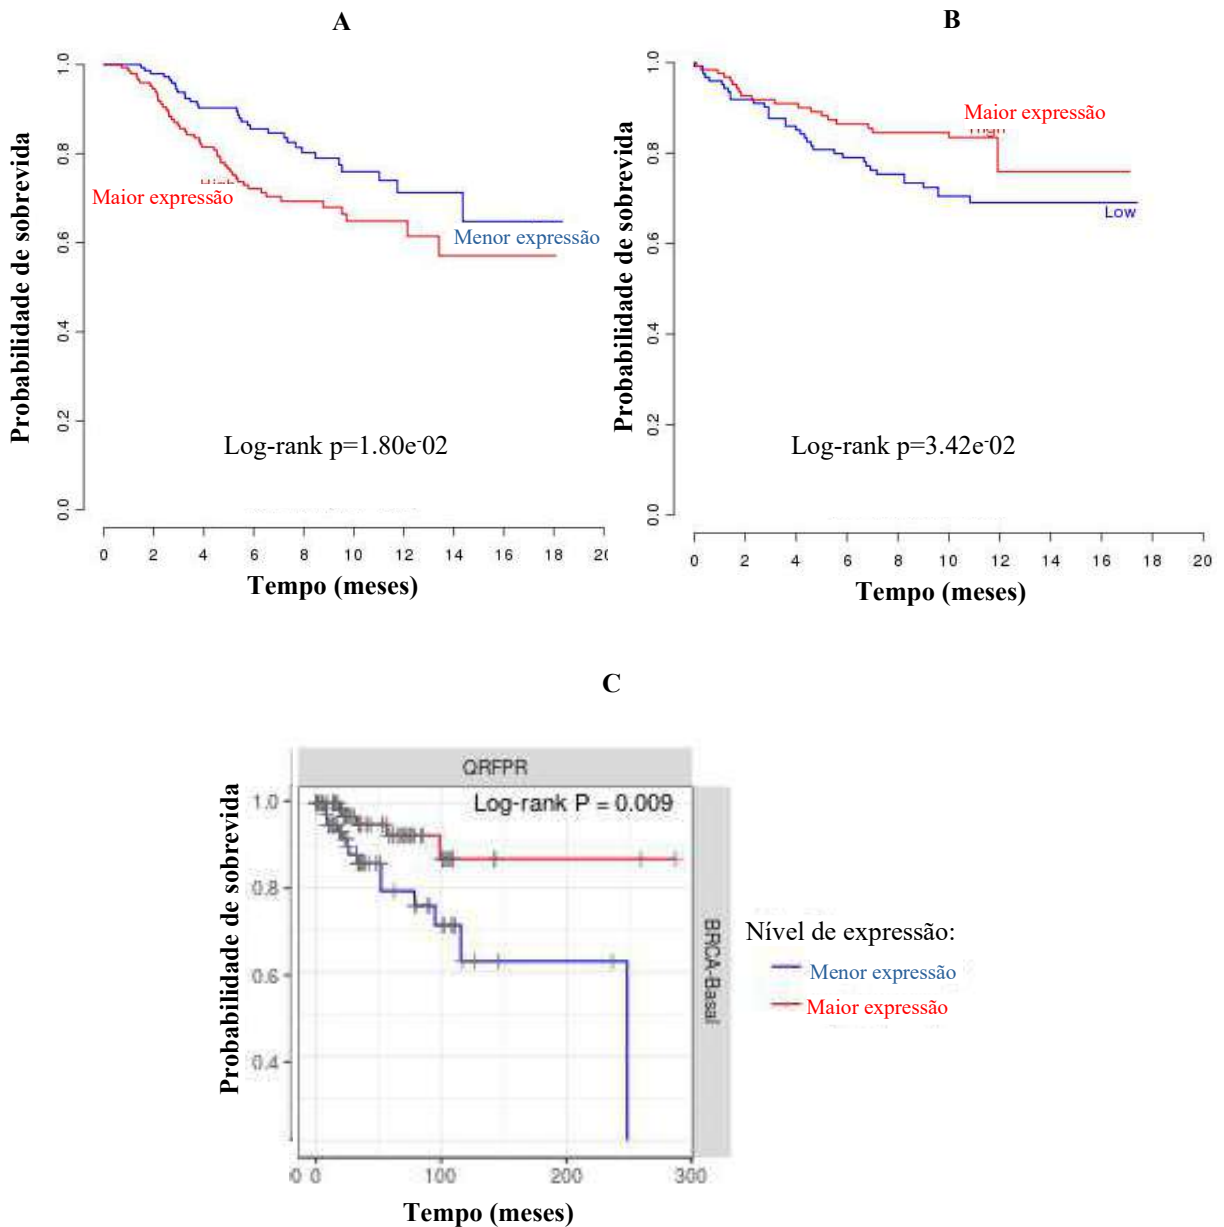 A
Probabilidade de sobrevida
1.0
0.8
0.6
0.4
0.2
0.0
Maior expressão
High
Menor expressão
Log-rank p=1.80e-02
0 2 4 6 8 10 12 14 16 18 20
Tempo (meses)
B
Probabilidade de sobrevida
1.0
0.8
0.6
0.4
0.2
0.0
Maior expressão
High
Low
Log-rank p=3.42e-02
0 2 4 6 8 10 12 14 16 18 20
Tempo (meses)
C
QRFPR
Log-rank P = 0.009
Probabilidade de sobrevida
1.0
0.8
0.6
0.4
BRCA-Basal
0 0 100 200 300
Tempo (meses)
Nível de expressão:
Menor expressão
Maior expressão